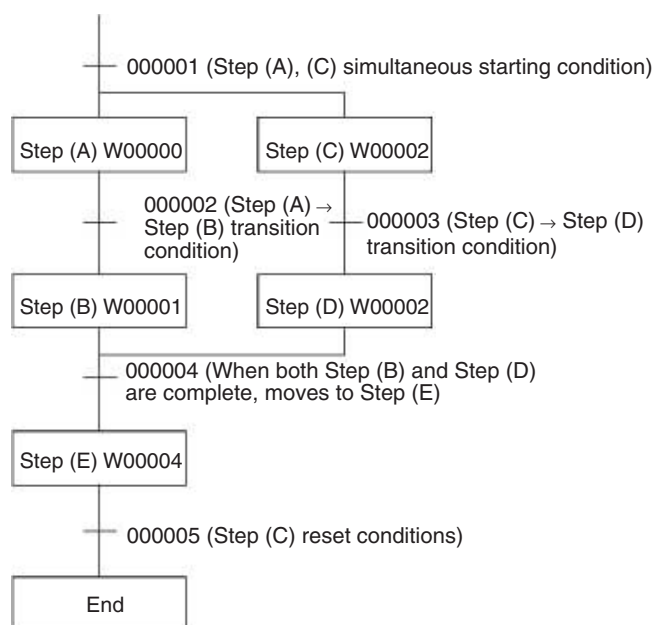 000001 (Step (A), (C) simultaneous starting condition)
Step (A) W00000
Step (C) W00002
000002 (Step (A) →
Step (B) transition
condition)
000003 (Step (C) → Step (D)
transition condition)
Step (B) W00001
Step (D) W00002
000004 (When both Step (B) and Step (D)
are complete, moves to Step (E)
Step (E) W00004
000005 (Step (C) reset conditions)
End